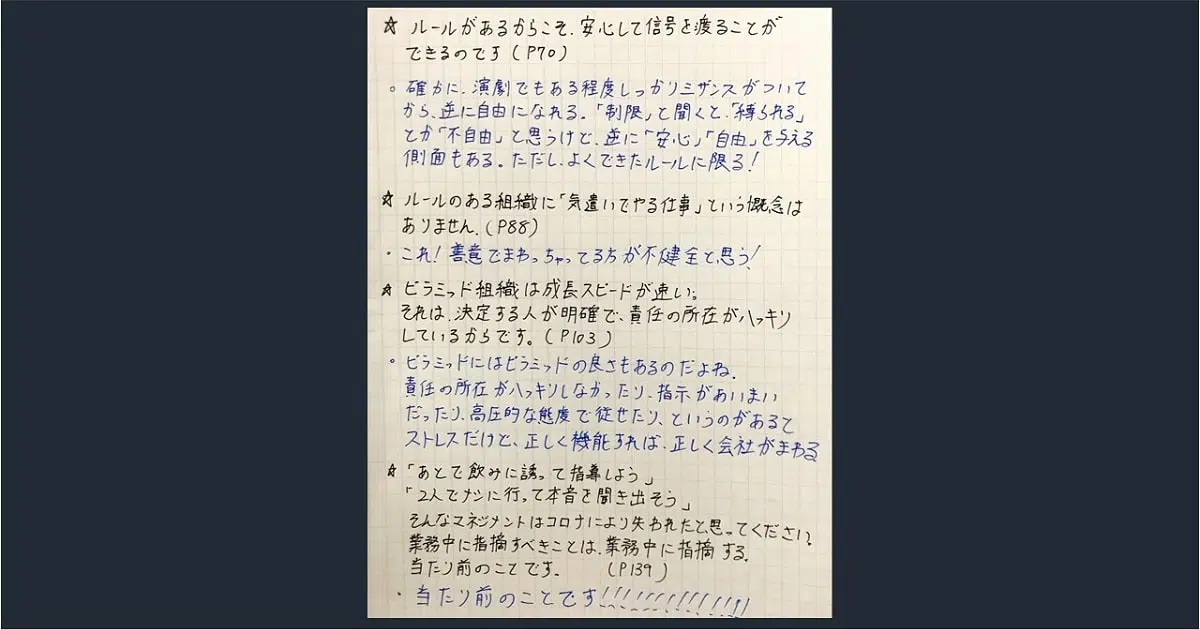 ☆ ルールがあるからこそ、安心して信号を渡ることが
できるのです(P70)
○ 確かに、演劇でもある程度しっかりミザンスがついて
から、逆に自由になれる。「制限」と聞くと、「縛られる」
とか「不自由」と思うけど、逆に「安心」「自由」を与える
側面もある。ただし、よくできたルールに限る!
☆ ルールのある組織に「気遣いでやる仕事」という概念は
ありません。(P88)
・これ!善意でまわっちゃってる方が不健全と思う!
☆ ピラミッド組織は成長スピードが速い。
それは、決定する人が明確で、責任の所在がハッキリ
しているからです。(P103)
○ ピラミッドにはピラミッドの良さもあるのだよね。
責任の所在がハッキリしなかったり、指示があいまい
だったり、高圧的な態度で従せたり、というのがあると
ストレスだけど、正しく機能すれば、正しく会社がまわる
☆「あとで飲みに誘って指導しよう」
「2人でメシに行って本音を聞き出そう」
そんなマネジメントはコロナにより失われたと思ってください。
業務中に指摘すべきことは、業務中に指摘する。
当たり前のことです。 (P139)
・当たり前のことです!!!!!!!!!!!!!